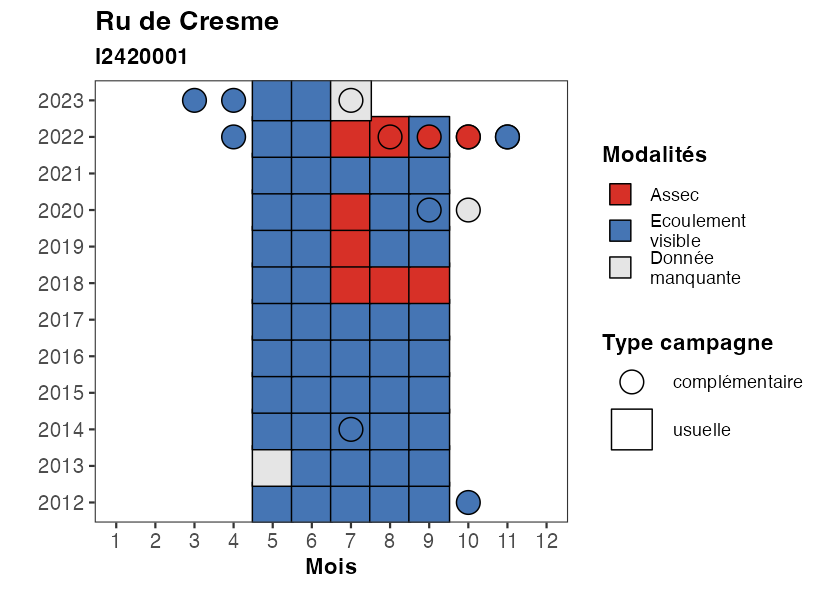 Ru de Cresme
I2420001
2023
2022
2021
2020
2019
2018
2017
2016
2015
2014
2013
2012
1 2 3 4 5 6 7 8 9 10 11 12
Mois
Modalités
Assec
Ecoulement
visible
Donnée
manquante
Type campagne
complémentaire
usuelle